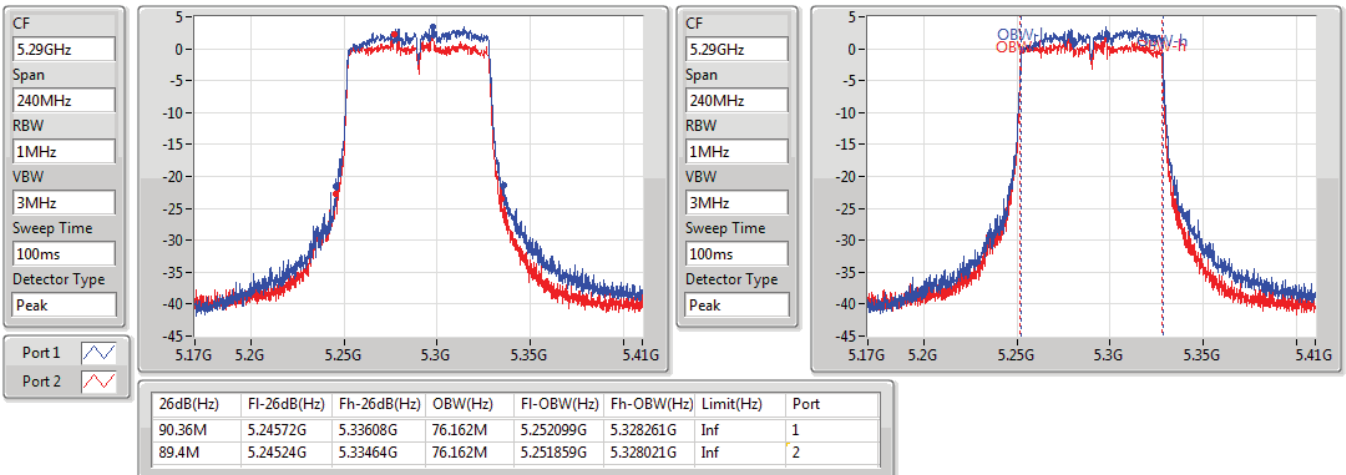 CF
5.29GHz
Span
240MHz
RBW
1MHz
VBW
3MHz
Sweep Time
100ms
Detector Type
Peak
Port 1
Port 2
5
0
-5
-10
-15
-20
-25
-30
-35
-40
-45
5.17G 5.2G 5.25G 5.3G 5.35G 5.41G
CF
5.29GHz
Span
240MHz
RBW
1MHz
VBW
3MHz
Sweep Time
100ms
Detector Type
Peak
5
0
-5
-10
-15
-20
-25
-30
-35
-40
-45
OBW-l
OBW-h
5.17G 5.2G 5.25G 5.3G 5.35G 5.41G
26dB(Hz) Fl-26dB(Hz) Fh-26dB(Hz) OBW(Hz) Fl-OBW(Hz) Fh-OBW(Hz) Limit(Hz) Port
90.36M 5.24572G 5.33608G 76.162M 5.252099G 5.328261G Inf 1
89.4M 5.24524G 5.33464G 76.162M 5.251859G 5.328021G Inf 2